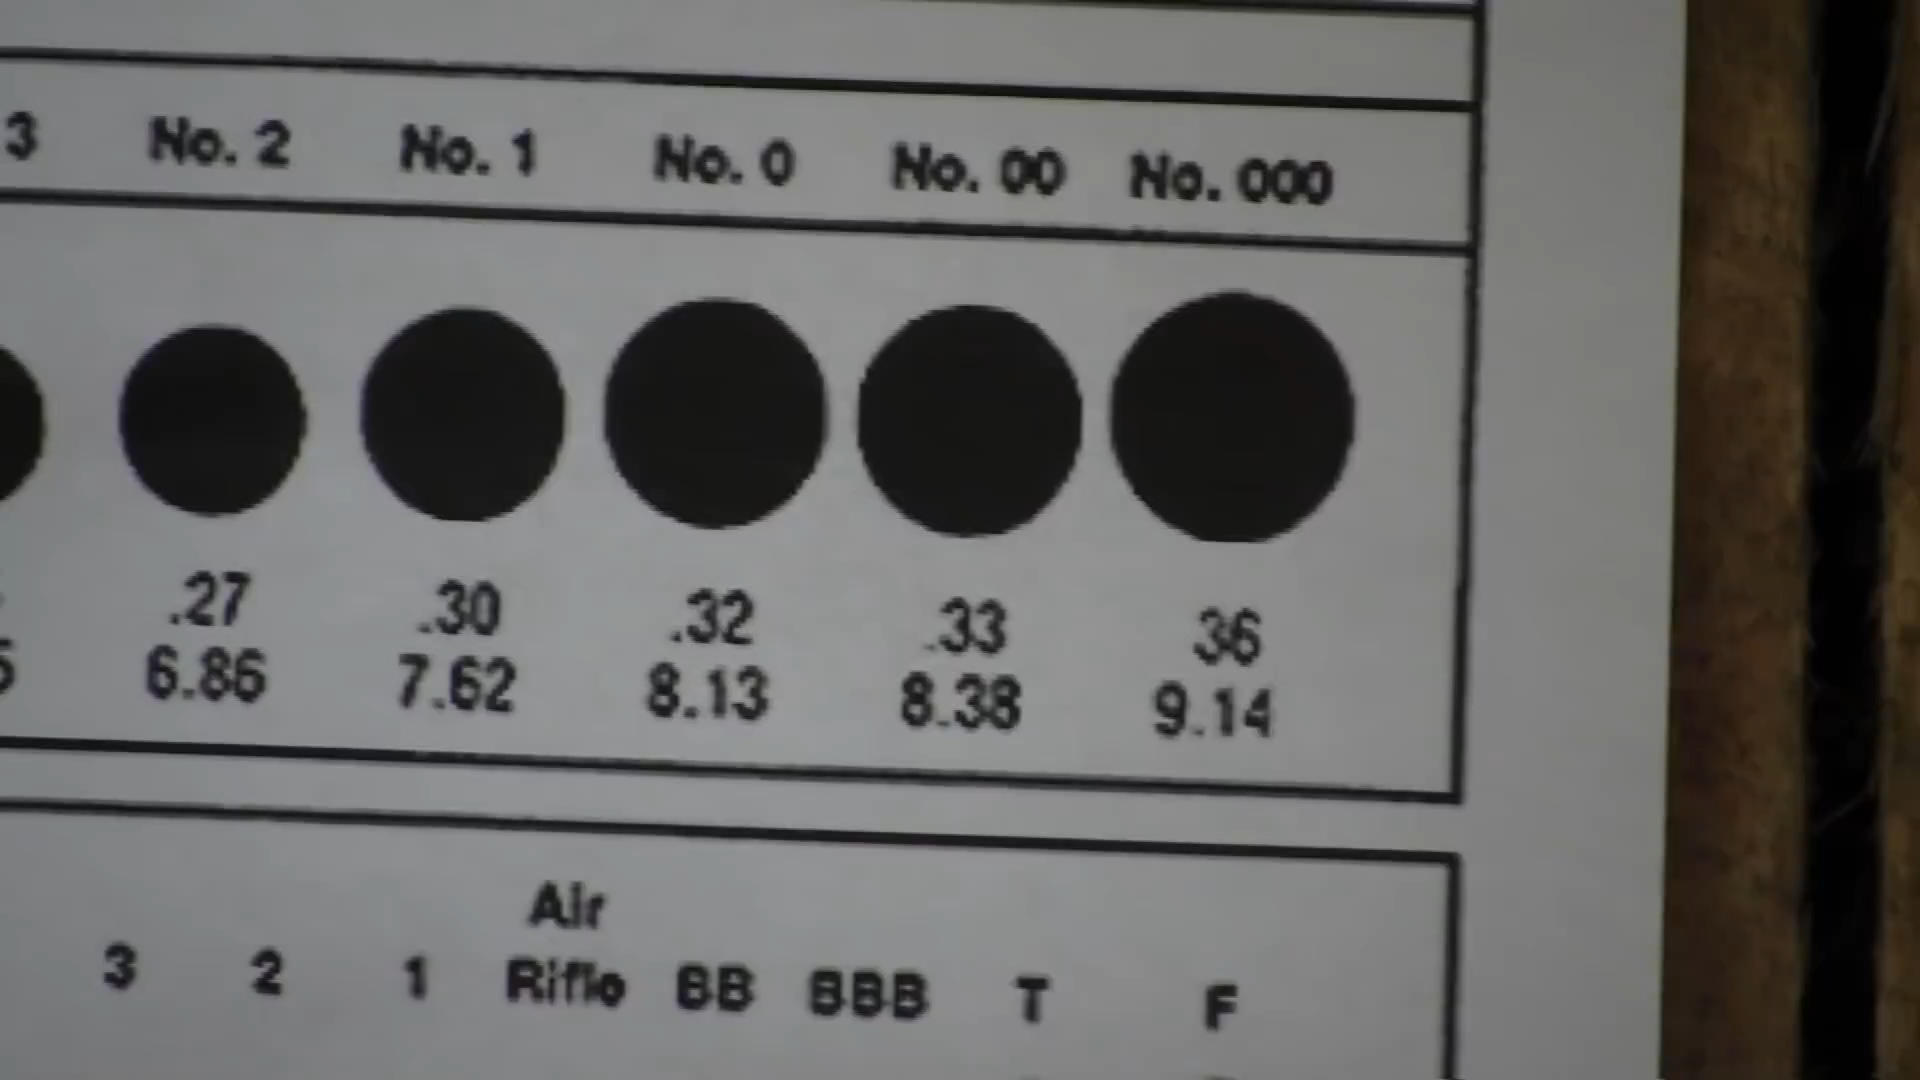 3 No. 2 No. 1 No. 0 No. 00 No. 000
.27 .30 .32 .33 36
6.86 7.62 8.13 8.38 9.14
Air
3 2 1 Rifle BB BBB T F